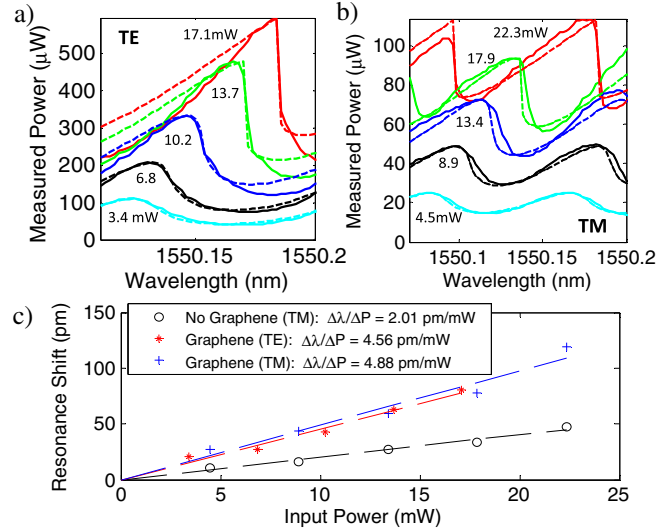 a)
TE
17.1mW
13.7
10.2
6.8
3.4 mW
500
400
300
200
100
0
Measured Power (μW)
1550.15
1550.2
Wavelength (nm)
b)
22.3mW
17.9
13.4
8.9
4.5mW
TM
100
80
60
40
20
0
Measured Power (μW)
1550.1
1550.15
1550.2
Wavelength (nm)
c)
No Graphene (TM): Δλ/ΔP = 2.01 pm/mW
Graphene (TE): Δλ/ΔP = 4.56 pm/mW
Graphene (TM): Δλ/ΔP = 4.88 pm/mW
150
100
50
0
Resonance Shift (pm)
0
5
10
15
20
25
Input Power (mW)